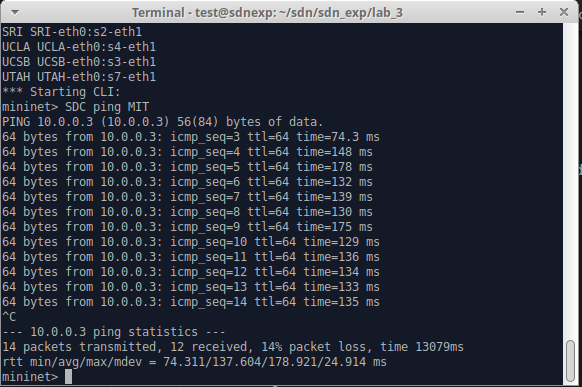 Terminal - test@sdnexp: ~/sdn/sdn_exp/lab_3
SRI SRI-eth0:s2-eth1
UCLA UCLA-eth0:s4-eth1
UCSB UCSB-eth0:s3-eth1
UTAH UTAH-eth0:s7-eth1
*** Starting CLI:
mininet> SDC ping MIT
PING 10.0.0.3 (10.0.0.3) 56(84) bytes of data.
64 bytes from 10.0.0.3: icmp_seq=3 ttl=64 time=74.3 ms
64 bytes from 10.0.0.3: icmp_seq=4 ttl=64 time=148 ms
64 bytes from 10.0.0.3: icmp_seq=5 ttl=64 time=178 ms
64 bytes from 10.0.0.3: icmp_seq=6 ttl=64 time=132 ms
64 bytes from 10.0.0.3: icmp_seq=7 ttl=64 time=139 ms
64 bytes from 10.0.0.3: icmp_seq=8 ttl=64 time=130 ms
64 bytes from 10.0.0.3: icmp_seq=9 ttl=64 time=175 ms
64 bytes from 10.0.0.3: icmp_seq=10 ttl=64 time=129 ms
64 bytes from 10.0.0.3: icmp_seq=11 ttl=64 time=136 ms
64 bytes from 10.0.0.3: icmp_seq=12 ttl=64 time=134 ms
64 bytes from 10.0.0.3: icmp_seq=13 ttl=64 time=133 ms
64 bytes from 10.0.0.3: icmp_seq=14 ttl=64 time=135 ms
^C
--- 10.0.0.3 ping statistics ---
14 packets transmitted, 12 received, 14% packet loss, time 13079ms
rtt min/avg/max/mdev = 74.311/137.604/178.921/24.914 ms
mininet>